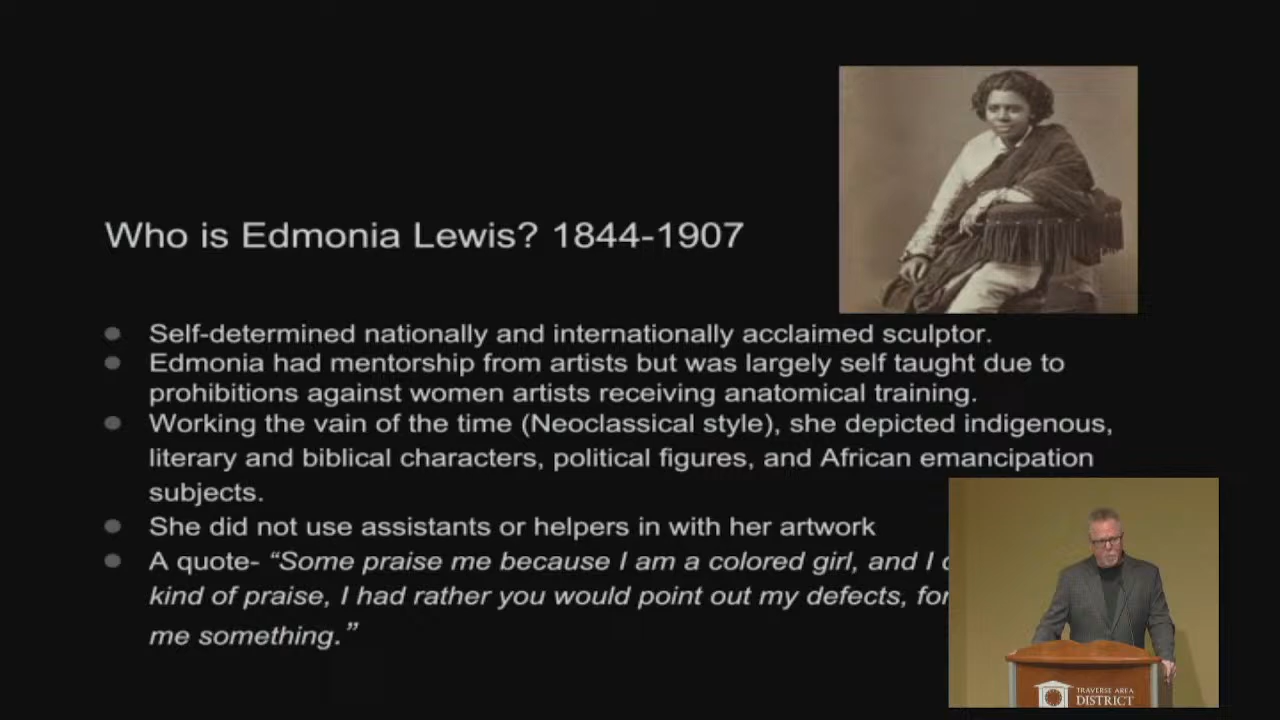 Who is Edmonia Lewis? 1844-1907
Self-determined nationally and internationally acclaimed sculptor.
Edmonia had mentorship from artists but was largely self taught due to
prohibitions against women artists receiving anatomical training.
Working the vain of the time (Neoclassical style), she depicted indigenous,
literary and biblical characters, political figures, and African emancipation
subjects.
She did not use assistants or helpers in with her artwork
A quote- “Some praise me because I am a colored girl, and I
kind of praise, I had rather you would point out my defects, for
me something.”
TRAVERSE AREA
DISTRICT